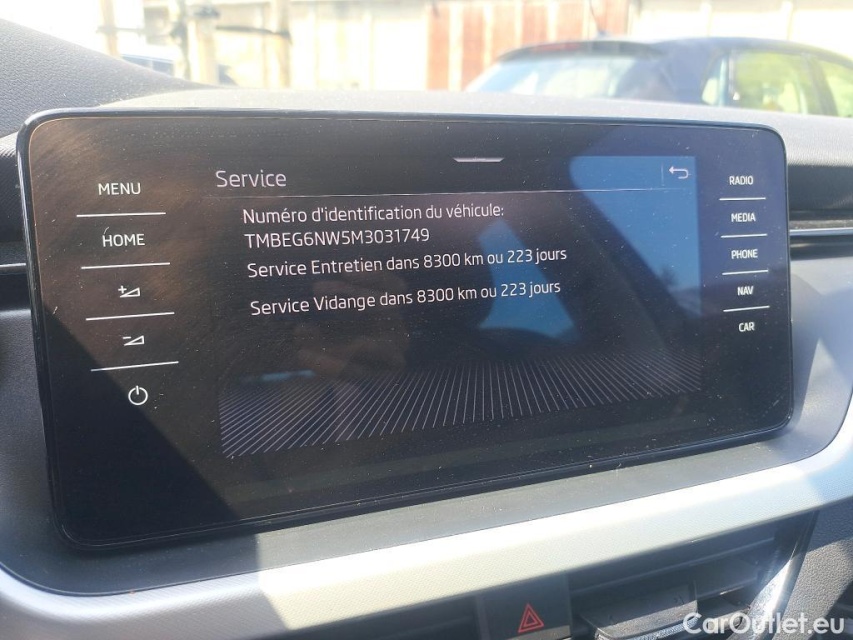 Service
MENU
HOME
Numéro d'identification du véhicule:
TMBEG6NW5M3031749
Service Entretien dans 8300 km ou 223 jours
Service Vidange dans 8300 km ou 223 jours
RADIO
MEDIA
PHONE
NAV
CAR
CarOutlet.eu